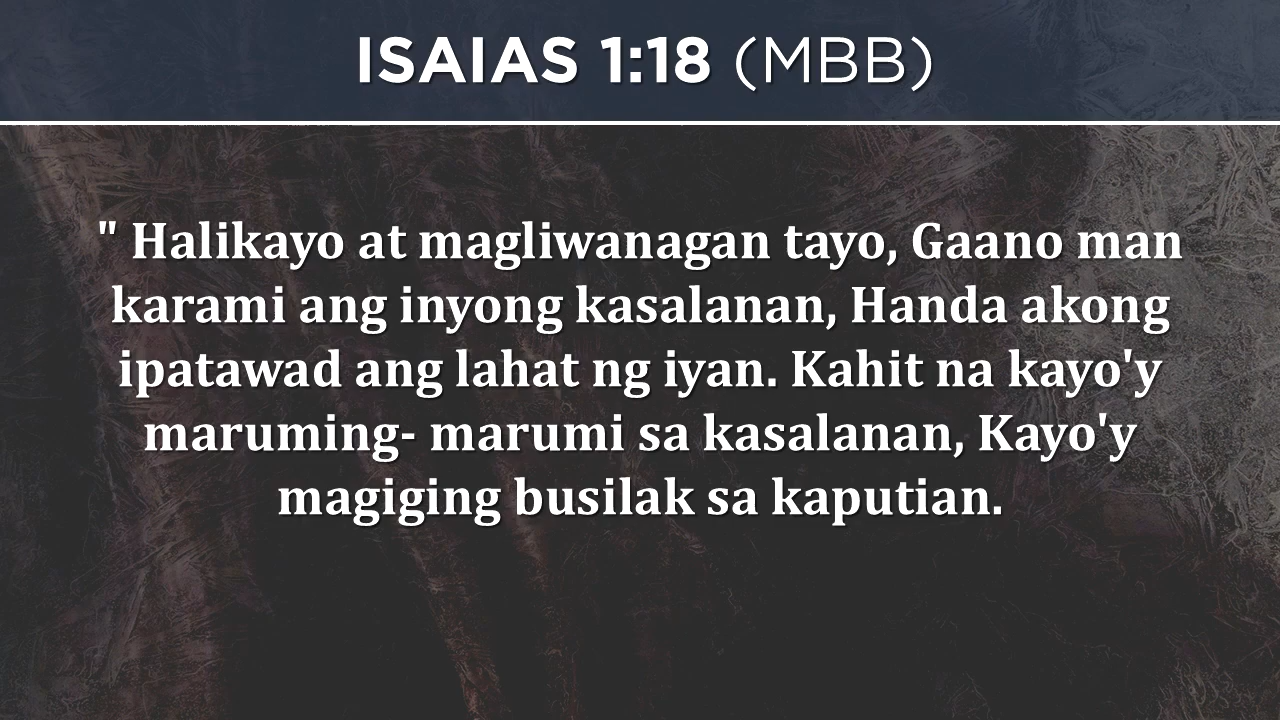 ISAIAS 1:18 (MBB)
" Halikayo at magliwanagan tayo, Gaano man
karami ang inyong kasalanan, Handa akong
ipatawad ang lahat ng iyan. Kahit na kayo'y
maruming- marumi sa kasalanan, Kayo'y
magiging busilak sa kaputian.